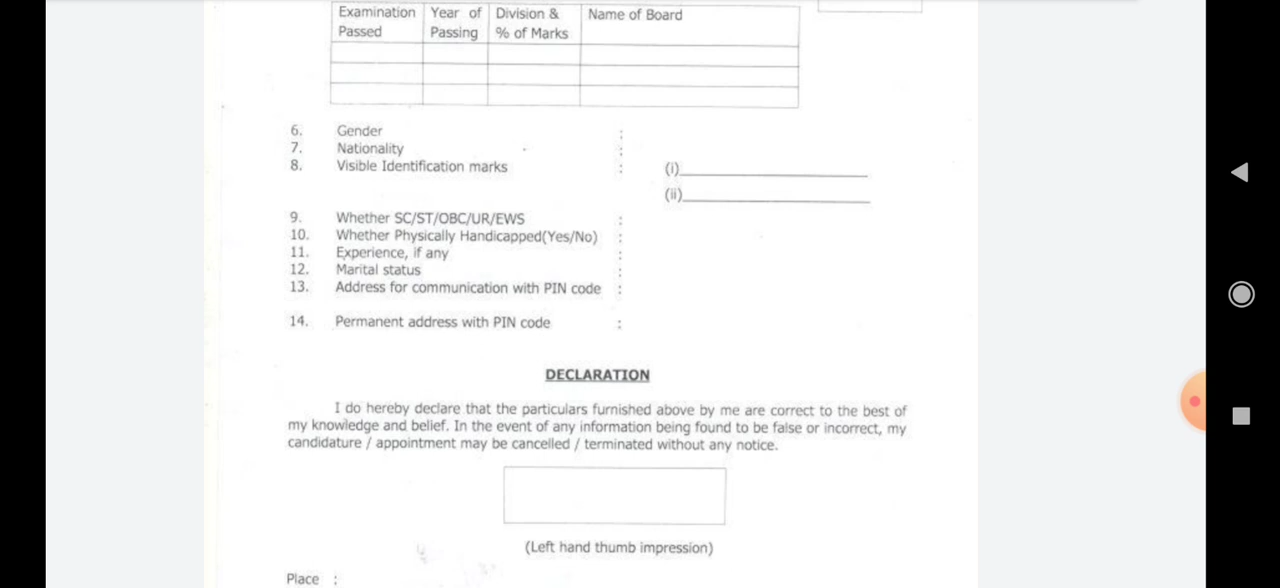 Examination Year of Division & Name of Board
Passed Passing % of Marks
6. Gender :
7. Nationality :
8. Visible Identification marks : (i)
(ii)
9. Whether SC/ST/OBC/UR/EWS :
10. Whether Physically Handicapped(Yes/No) :
11. Experience, if any :
12. Marital status :
13. Address for communication with PIN code :
14. Permanent address with PIN code :
DECLARATION
I do hereby declare that the particulars furnished above by me are correct to the best of
my knowledge and belief. In the event of any information being found to be false or incorrect, my
candidature / appointment may be cancelled / terminated without any notice.
(Left hand thumb impression)
Place :